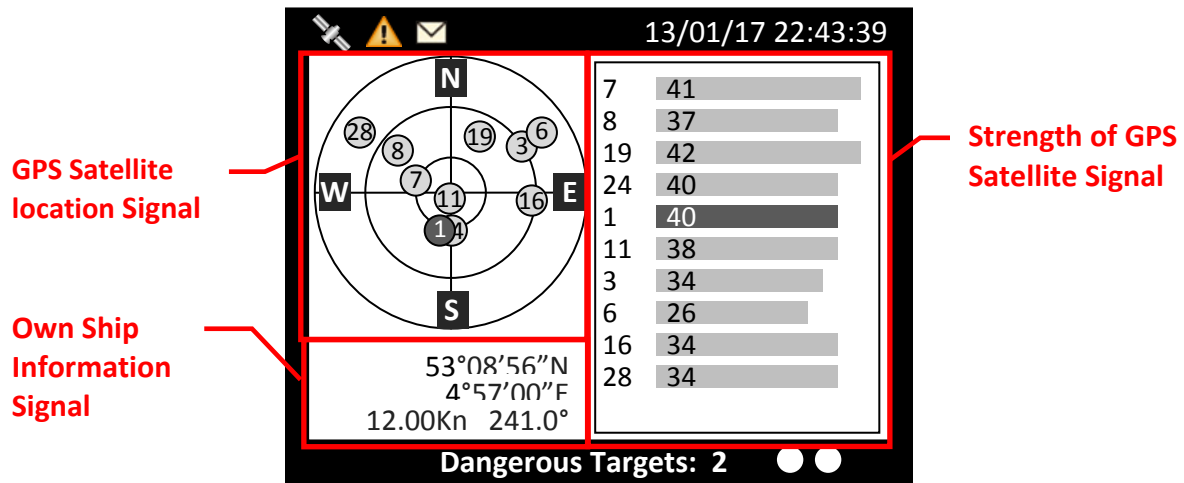 13/01/17 22:43:39
N
28
8
19
3
6
7
W
11
16
E
1
4
S
7 41
8 37
19 42
24 40
1 40
11 38
3 34
6 26
16 34
28 34
53°08’56”N
4°57’00”E
12.00Kn 241.0°
Dangerous Targets: 2
GPS Satellite
location Signal
Own Ship
Information
Signal
Strength of GPS
Satellite Signal